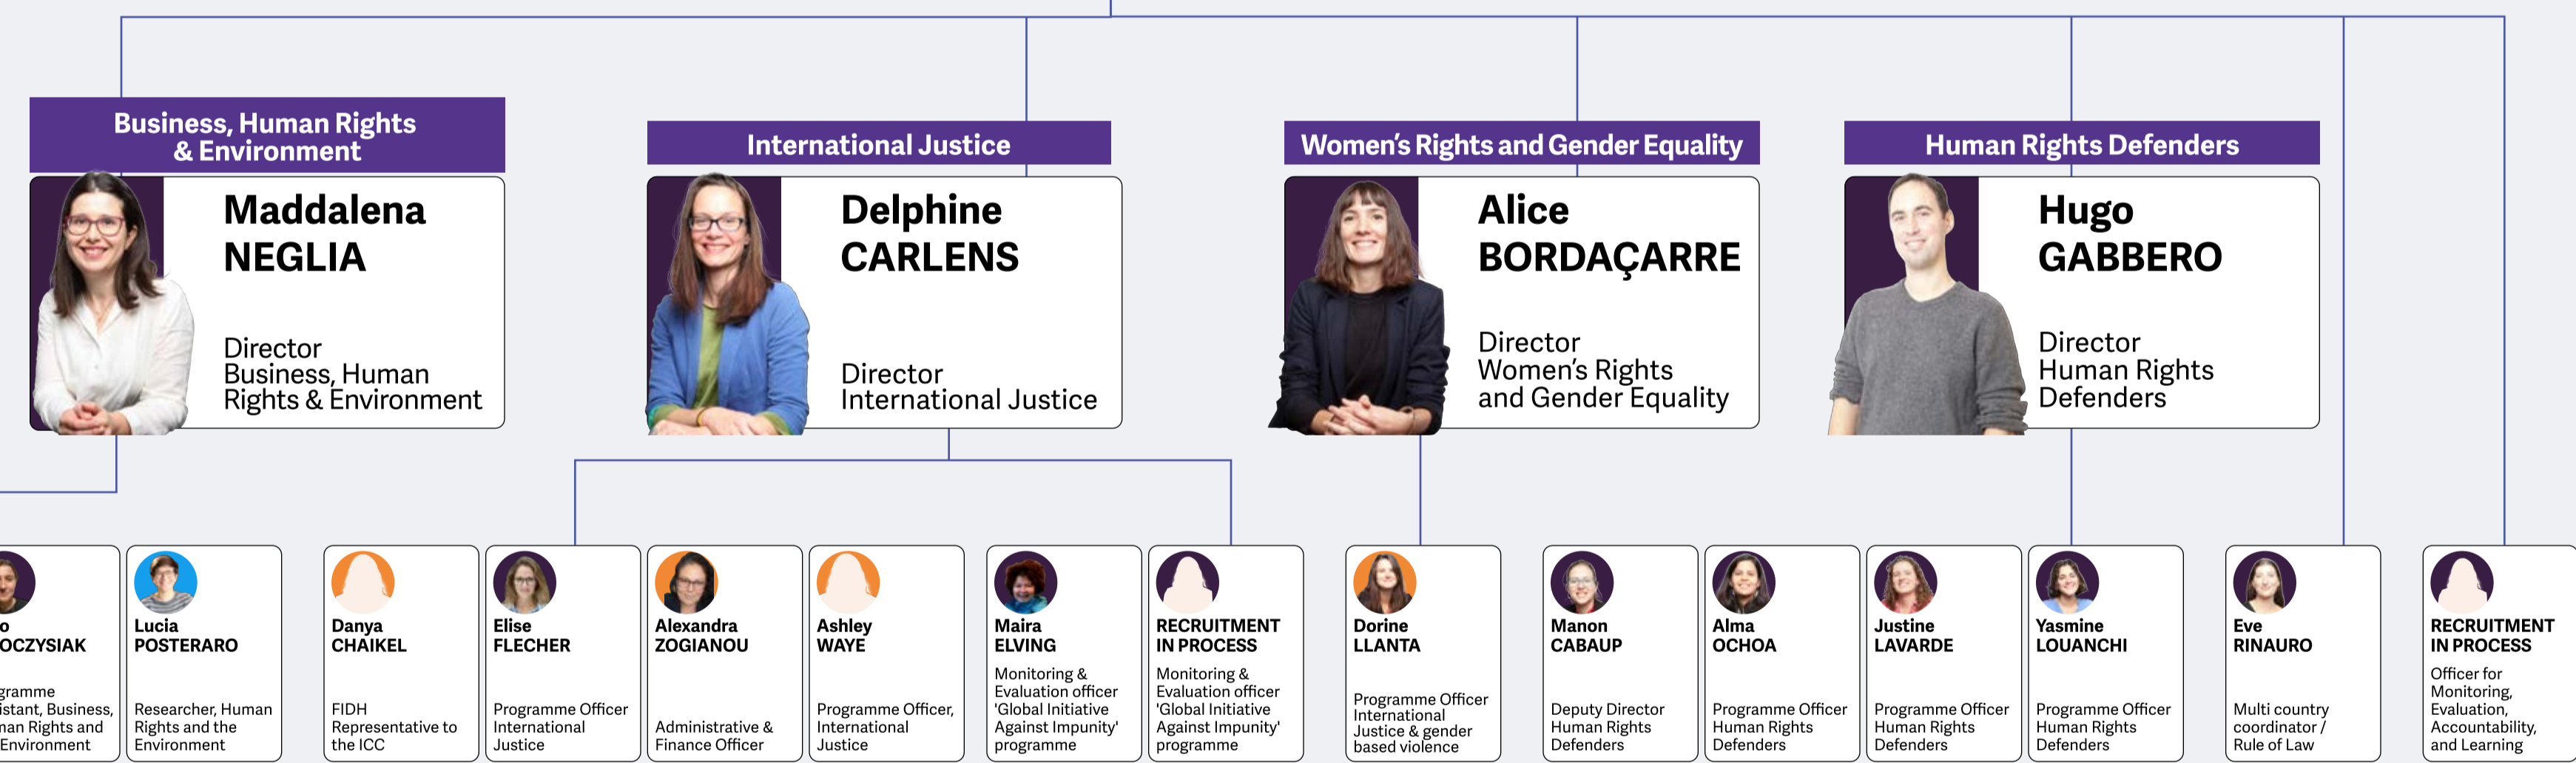 Business, Human Rights
& Environment
Maddalena
NEGLIA
Director
Business, Human
Rights & Environment
International Justice
Delphine
CARLENS
Director
International Justice
Women's Rights and Gender Equality
Alice
BORDAÇARRE
Director
Women's Rights
and Gender Equality
Human Rights Defenders
Hugo
GABBERO
Director
Human Rights
Defenders
o
OCZYSIAK
gramme
istant, Business,
nan Rights and
Environment
Lucia
POSTERARO
Researcher, Human
Rights and the
Environment
Danya
CHAIKEL
FIDH
Representative to
the ICC
Elise
FLECHER
Programme Officer
International
Justice
Alexandra
ZOGIANOU
Administrative &
Finance Officer
Ashley
WAYE
Programme Officer,
International
Justice
Maira
ELVING
Monitoring &
Evaluation officer
'Global Initiative
Against Impunity'
programme
RECRUITMENT
IN PROCESS
Monitoring &
Evaluation officer
'Global Initiative
Against Impunity'
programme
Dorine
LLANTA
Programme Officer
International
Justice & gender
based violence
Manon
CABAUP
Deputy Director
Human Rights
Defenders
Alma
OCHOA
Programme Officer
Human Rights
Defenders
Justine
LAVARDE
Programme Officer
Human Rights
Defenders
Yasmine
LOUANCHI
Programme Officer
Human Rights
Defenders
Eve
RINAURO
Multi country
coordinator /
Rule of Law
RECRUITMENT
IN PROCESS
Officer for
Monitoring,
Evaluation,
Accountability,
and Learning